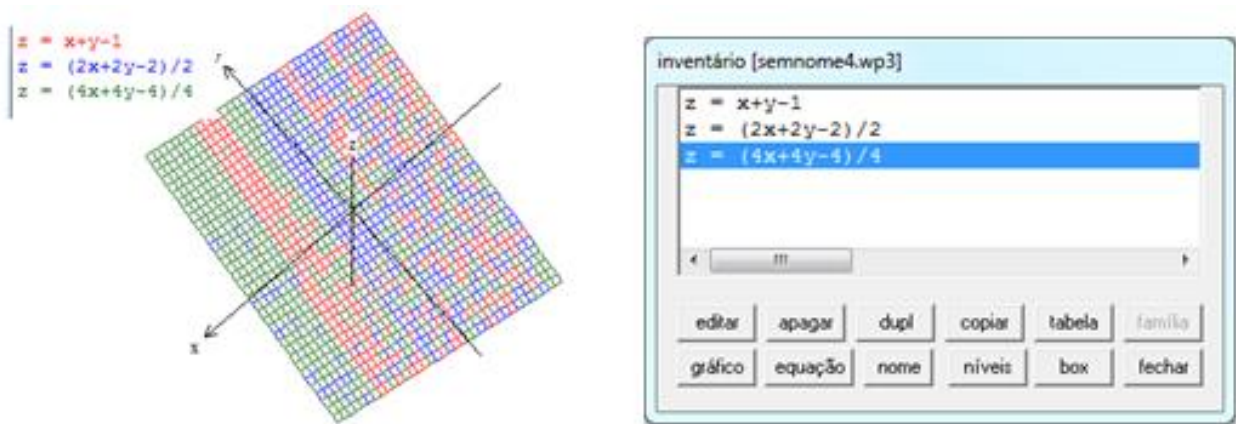 z = x+y-1
z = (2x+2y-2)/2
z = (4x+4y-4)/4
z
x
inventário [semnome4.wp3]
z = x+y-1
z = (2x+2y-2)/2
z = (4x+4y-4)/4
editar apagar dupl copiar tabela família
gráfico equação nome níveis box fechar